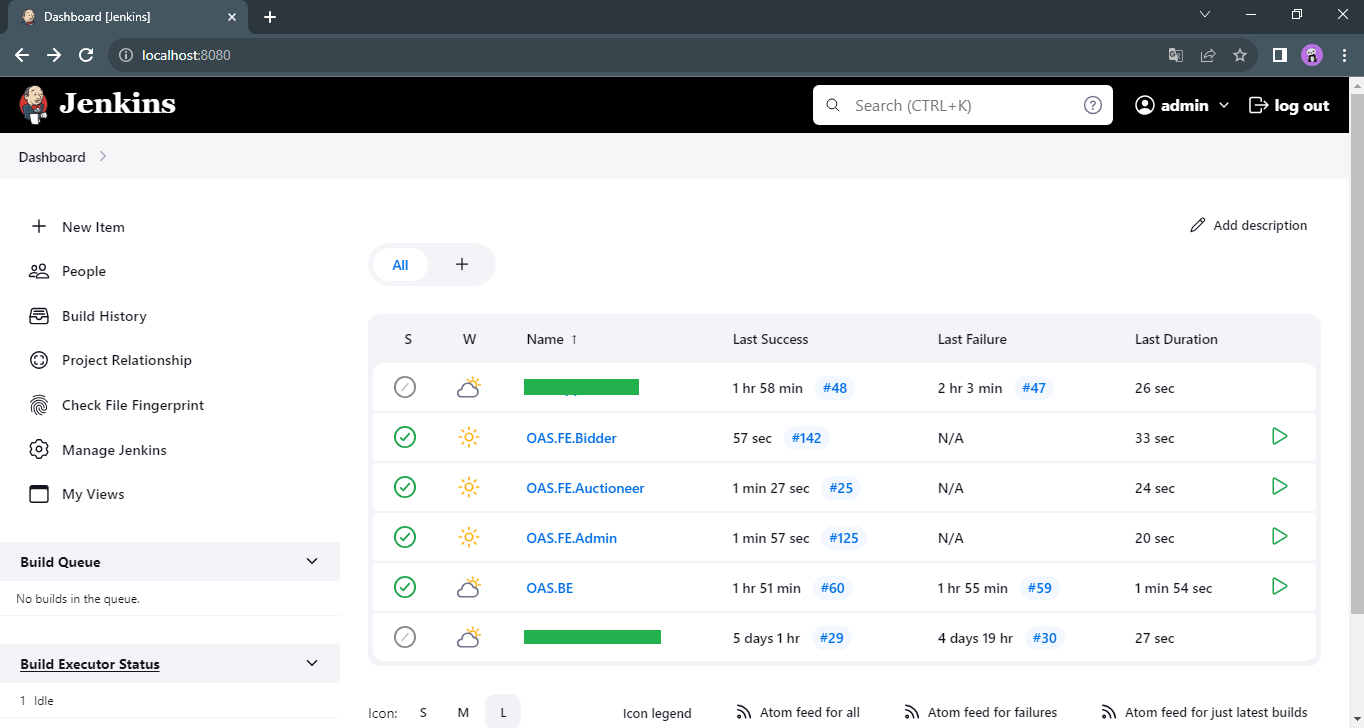 Dashboard [Jenkins]
localhost:8080
Jenkins
Search (CTRL+K)
admin
log out
Dashboard
New Item
People
Build History
Project Relationship
Check File Fingerprint
Manage Jenkins
My Views
Build Queue
No builds in the queue.
Build Executor Status
1 Idle
Add description
All
S W Name ↑ Last Success Last Failure Last Duration
1 hr 58 min #48 2 hr 3 min #47 26 sec
OAS.FE.Bidder 57 sec #142 N/A 33 sec
OAS.FE.Auctioneer 1 min 27 sec #25 N/A 24 sec
OAS.FE.Admin 1 min 57 sec #125 N/A 20 sec
OAS.BE 1 hr 51 min #60 1 hr 55 min #59 1 min 54 sec
5 days 1 hr #29 4 days 19 hr #30 27 sec
Icon: S M L Icon legend Atom feed for all Atom feed for failures Atom feed for just latest builds